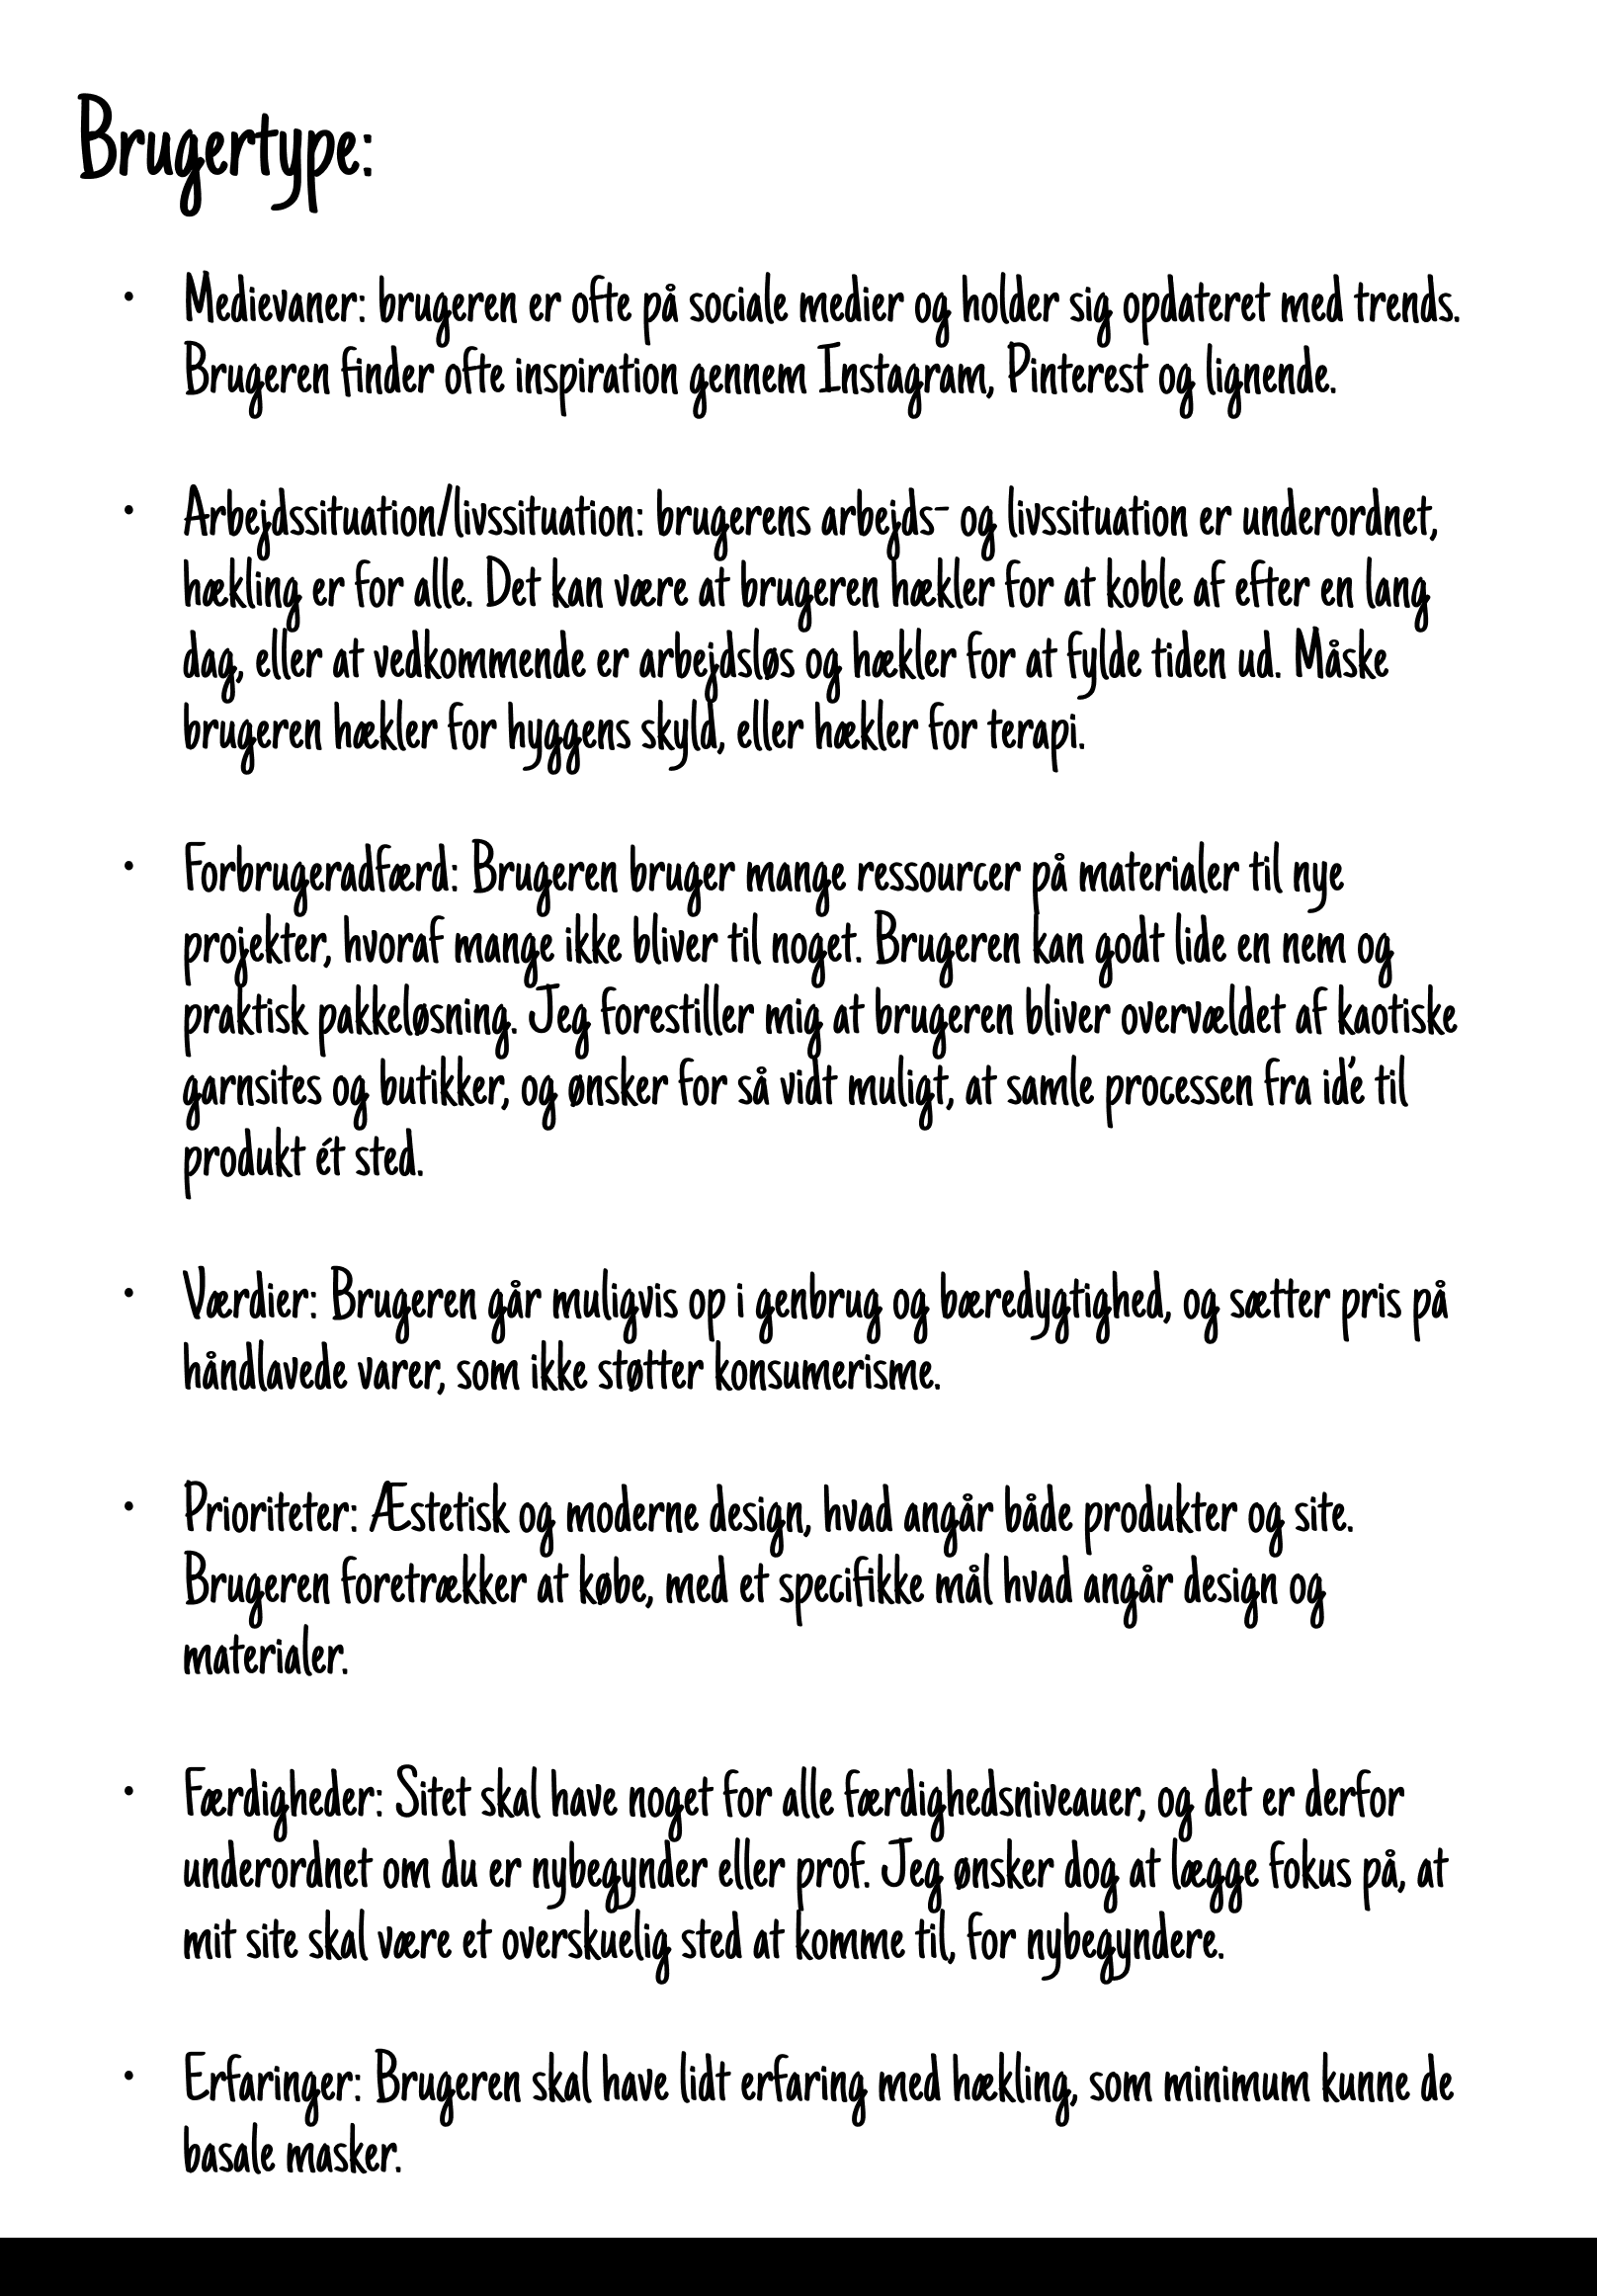 Brugertype:
• Medievaner: brugeren er ofte på sociale medier og holder sig opdateret med trends.
Brugeren finder ofte inspiration gennem Instagram, Pinterest og lignende.
• Arbejdssituation/livssituation: brugerens arbejds- og livssituation er underordnet,
hækling er for alle. Det kan være at brugeren hækler for at koble af efter en lang
dag, eller at vedkommende er arbejdsløs og hækler for at fylde tiden ud. Måske
brugeren hækler for hyggens skyld, eller hækler for terapi.
• Forbrugeradfærd: Brugeren bruger mange ressourcer på materialer til nye
projekter, hvoraf mange ikke bliver til noget. Brugeren kan godt lide en nem og
praktisk pakkeløsning. Jeg forestiller mig at brugeren bliver overvældet af kaotiske
garnsites og butikker, og ønsker for så vidt muligt, at samle processen fra id´e til
produkt ét sted.
• Værdier: Brugeren går muligvis op i genbrug og bæredygtighed, og sætter pris på
håndlavede varer, som ikke støtter konsumerisme.
• Prioriteter: Æstetisk og moderne design, hvad angår både produkter og site.
Brugeren foretrækker at købe, med et specifikke mål hvad angår design og
materialer.
• Færdigheder: Sitet skal have noget for alle færdighedsniveauer, og det er derfor
underordnet om du er nybegynder eller prof. Jeg ønsker dog at lægge fokus på, at
mit site skal være et overskuelig sted at komme til, for nybegyndere.
• Erfaringer: Brugeren skal have lidt erfaring med hækling, som minimum kunne de
basale masker.